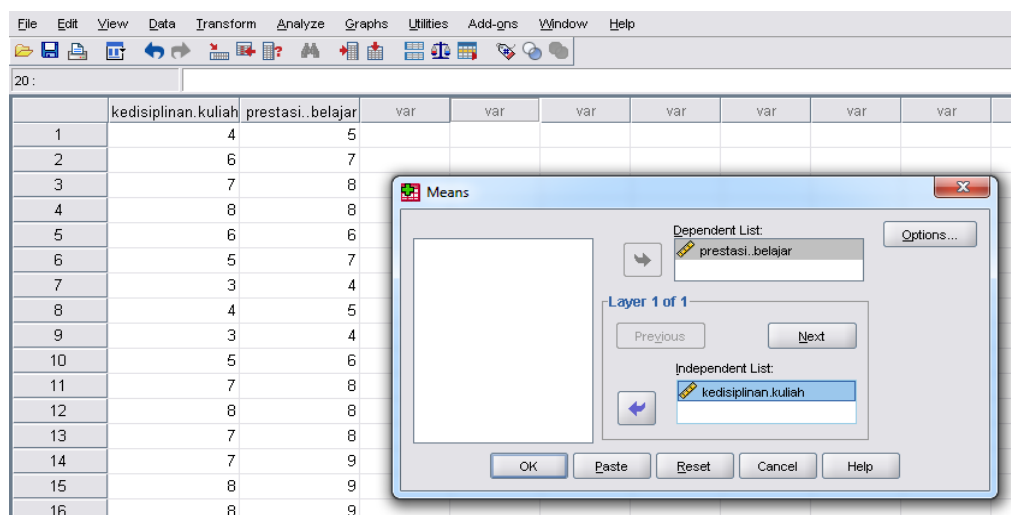 File Edit View Data Transform Analyze Graphs Utilities Add-ons Window Help
20 :
kedisiplinan.kuliah prestasi..belajar var var var var var var var
1 4 5
2 6 7
3 7 8
4 8 8
5 6 6
6 5 7
7 3 4
8 4 5
9 3 4
10 5 6
11 7 8
12 8 8
13 7 8
14 7 9
15 8 9
16 8 9
Means
Dependent List:
prestasi..belajar
Options...
Layer 1 of 1
Previous Next
Independent List:
kedisiplinan.kuliah
OK Paste Reset Cancel Help